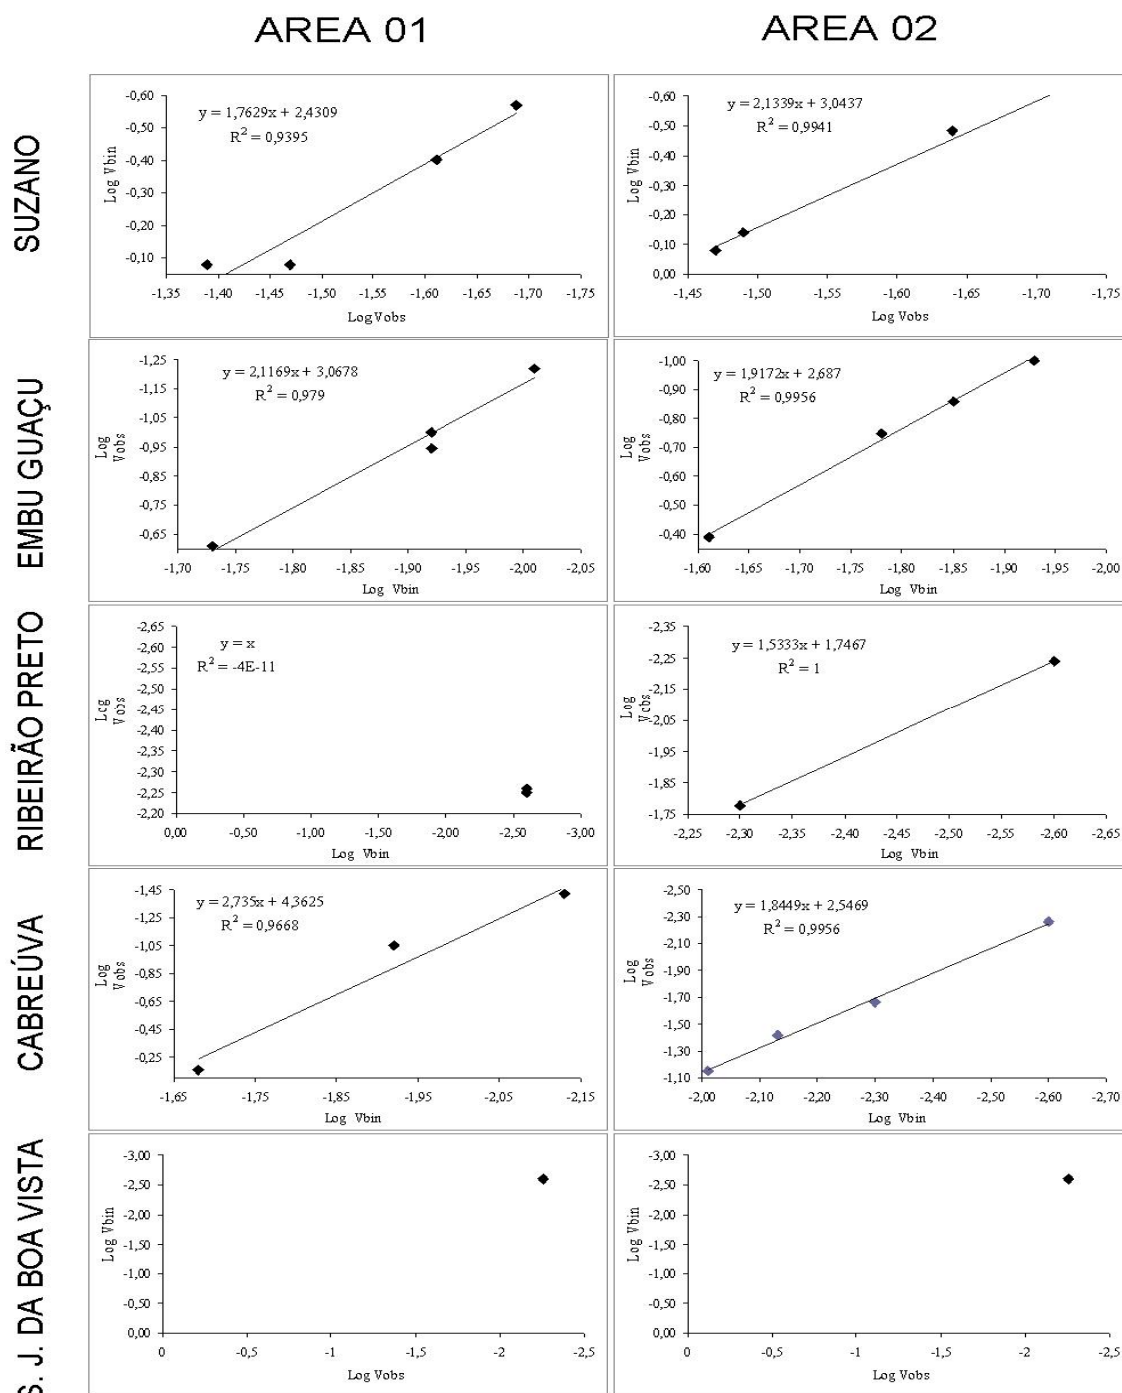 AREA 01
AREA 02
SUZANO
-0,60
-0,50
-0,40
-0,30
-0,20
-0,10
Log Vbin
y = 1,7629x + 2,4309
R2 = 0,9395
-1,35 -1,40 -1,45 -1,50 -1,55 -1,60 -1,65 -1,70 -1,75
Log Vobs
-0,60
-0,50
-0,40
-0,30
-0,20
-0,10
0,00
Log Vbin
y = 2,1339x + 3,0437
R2 = 0,9941
-1,45 -1,50 -1,55 -1,60 -1,65 -1,70 -1,75
Log Vobs
EMBU GUAÇU
-1,25
-1,15
-1,05
-0,95
-0,85
-0,75
-0,65
Log
Vobs
y = 2,1169x + 3,0678
R2 = 0,979
-1,70 -1,75 -1,80 -1,85 -1,90 -1,95 -2,00 -2,05
Log Vbin
-1,00
-0,90
-0,80
-0,70
-0,60
-0,50
-0,40
Log
Vobs
y = 1,9172x + 2,687
R2 = 0,9956
-1,60 -1,65 -1,70 -1,75 -1,80 -1,85 -1,90 -1,95 -2,00
Log Vbin
RIBEIRÃO PRETO
-2,65
-2,60
-2,55
-2,50
-2,45
-2,40
-2,35
-2,30
-2,25
-2,20
Log
Vobs
y = x
R2 = -4E-11
0,00 -0,50 -1,00 -1,50 -2,00 -2,50 -3,00
Log Vbin
-2,35
-2,25
-2,15
-2,05
-1,95
-1,85
-1,75
Log
Vobs
y = 1,5333x + 1,7467
R2 = 1
-2,25 -2,30 -2,35 -2,40 -2,45 -2,50 -2,55 -2,60 -2,65
Log Vbin
CABREÚVA
-1,45
-1,25
-1,05
-0,85
-0,65
-0,45
-0,25
Log
Vobs
y = 2,735x + 4,3625
R2 = 0,9668
-1,65 -1,75 -1,85 -1,95 -2,05 -2,15
Log Vbin
-2,50
-2,30
-2,10
-1,90
-1,70
-1,50
-1,30
-1,10
Log
Vobs
y = 1,8449x + 2,5469
R2 = 0,9956
-2,00 -2,10 -2,20 -2,30 -2,40 -2,50 -2,60 -2,70
Log Vbin
S. J. DA BOA VISTA
-3,00
-2,50
-2,00
-1,50
-1,00
-0,50
0,00
Log Vbin
0 -0,5 -1 -1,5 -2 -2,5
Log Vobs
-3,00
-2,50
-2,00
-1,50
-1,00
-0,50
0,00
Log Vbin
0 -0,5 -1 -1,5 -2 -2,5
Log Vobs